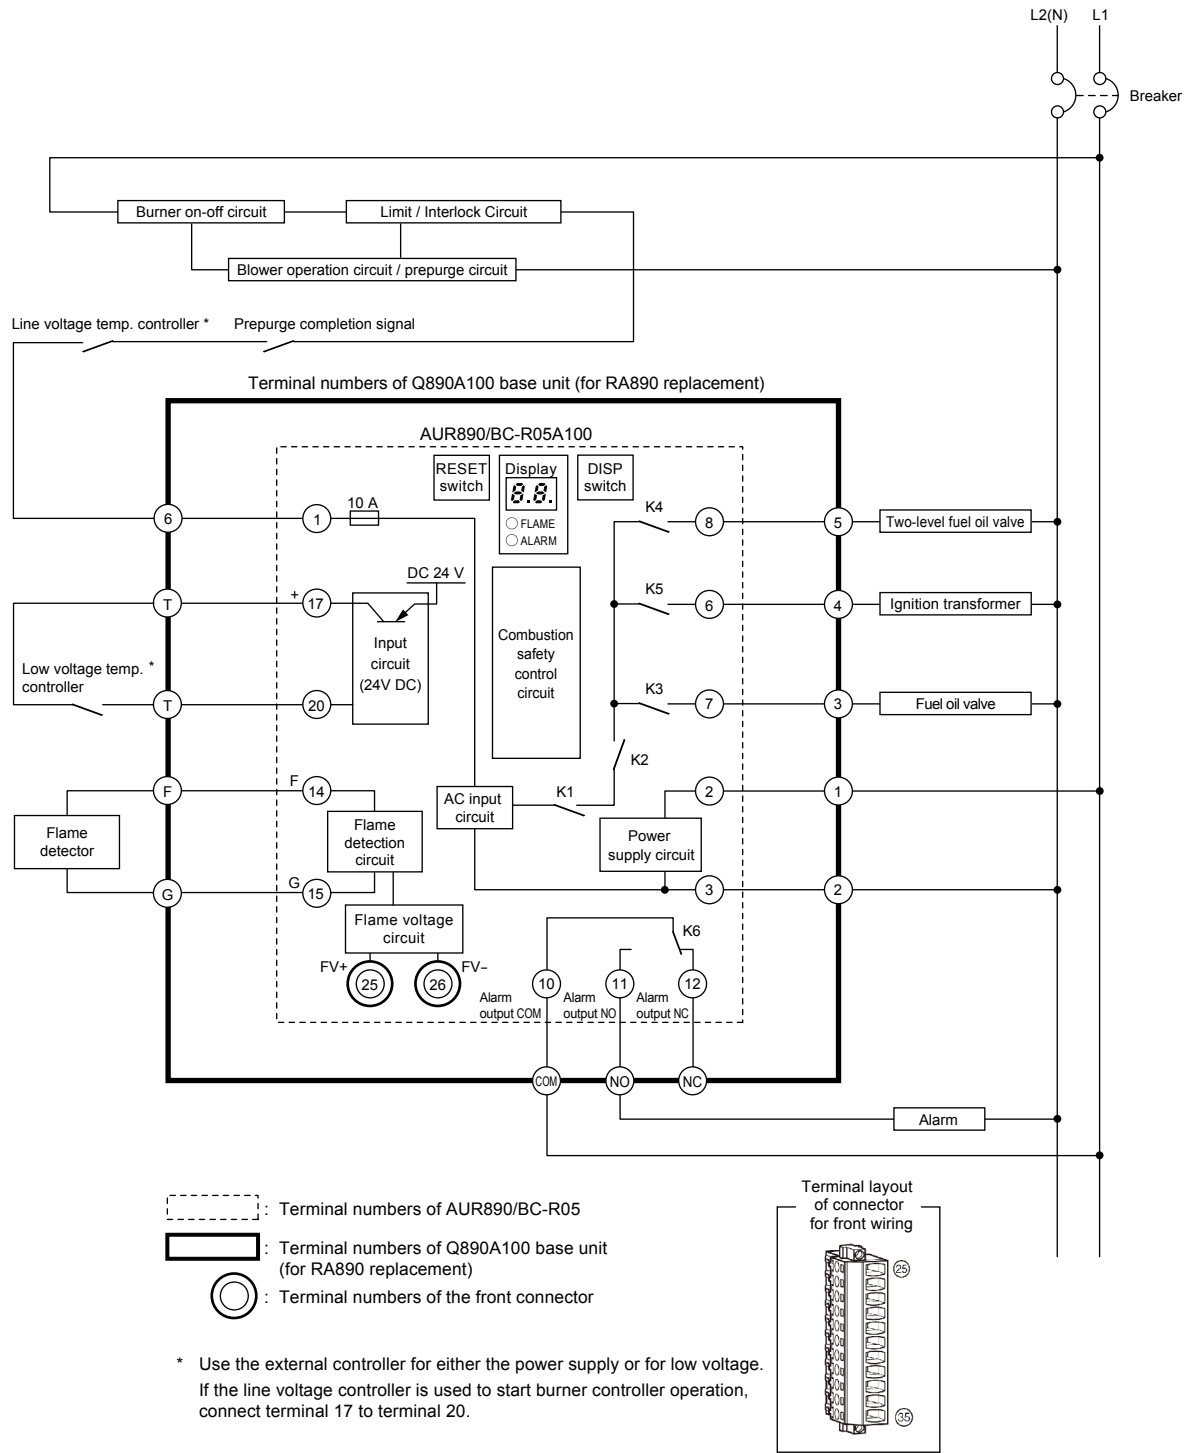 L2(N) L1
Breaker
Burner on-off circuit
Limit / Interlock Circuit
Blower operation circuit / prepurge circuit
Line voltage temp. controller *
Prepurge completion signal
Terminal numbers of Q890A100 base unit (for RA890 replacement)
AUR890/BC-R05A100
RESET
switch
Display
8.8.
FLAME
ALARM
DISP
switch
6
1
10 A
K4
8
5
Two-level fuel oil valve
DC 24 V
T
+
17
Input
circuit
(24V DC)
Combustion
safety
control
circuit
K5
6
4
Ignition transformer
Low voltage temp. *
controller
T
20
K3
7
3
Fuel oil valve
K2
F
F
14
AC input
circuit
K1
2
1
Flame
detector
Flame
detection
circuit
Power
supply circuit
G
G
15
3
2
Flame voltage
circuit
K6
FV+
25
26
FV–
10
11
12
Alarm
output COM
Alarm
output NO
Alarm
output NC
COM
NO
NC
Alarm
: Terminal numbers of AUR890/BC-R05
: Terminal numbers of Q890A100 base unit
(for RA890 replacement)
: Terminal numbers of the front connector
Terminal layout
of connector
for front wiring
25
35
* Use the external controller for either the power supply or for low voltage.
If the line voltage controller is used to start burner controller operation,
connect terminal 17 to terminal 20.